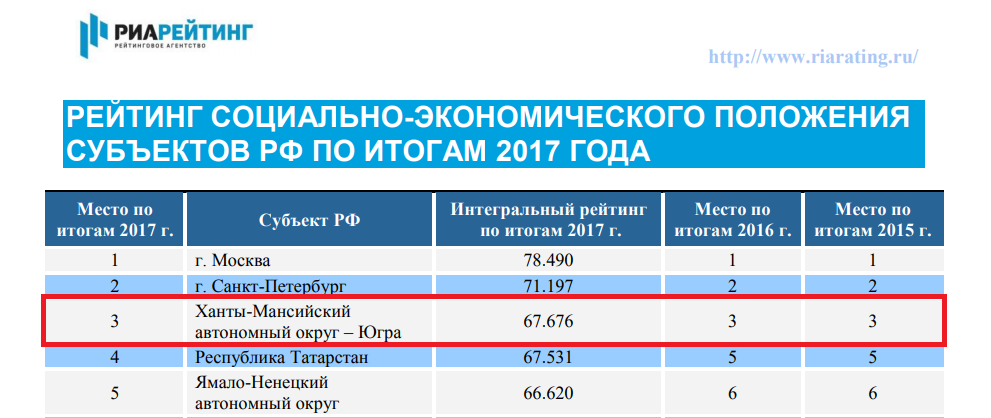 РИАРЕЙТИНГ
РЕЙТИНГОВОЕ АГЕНТСТВО
http://www.riarating.ru/
РЕЙТИНГ СОЦИАЛЬНО-ЭКОНОМИЧЕСКОГО ПОЛОЖЕНИЯ
СУБЪЕКТОВ РФ ПО ИТОГАМ 2017 ГОДА
Место по итогам 2017 г. Субъект РФ Интегральный рейтинг по итогам 2017 г. Место по итогам 2016 г. Место по итогам 2015 г.
1 г. Москва 78.490 1 1
2 г. Санкт-Петербург 71.197 2 2
3 Ханты-Мансийский автономный округ – Югра 67.676 3 3
4 Республика Татарстан 67.531 5 5
5 Ямало-Ненецкий автономный округ 66.620 6 6